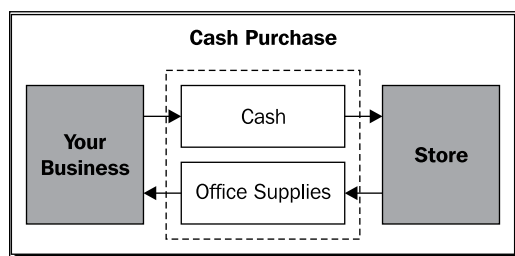 Cash Purchase
Your
Business
Cash
Office Supplies
Store